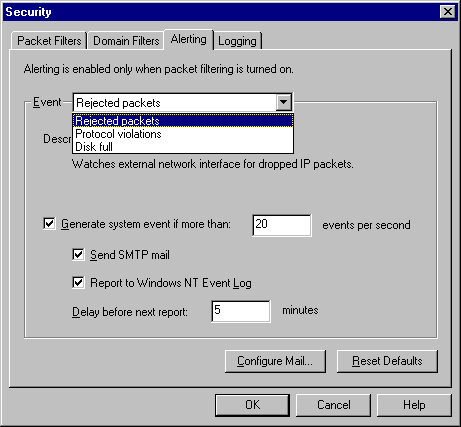 Security
Packet Filters Domain Filters Alerting Logging
Alerting is enabled only when packet filtering is turned on.
Event Rejected packets
Rejected packets
Protocol violations
Disk full
Descr
Watches external network interface for dropped IP packets.
Generate system event if more than: 20 events per second
Send SMTP mail
Report to Windows NT Event Log
Delay before next report: 5 minutes
Configure Mail... Reset Defaults
OK Cancel Help